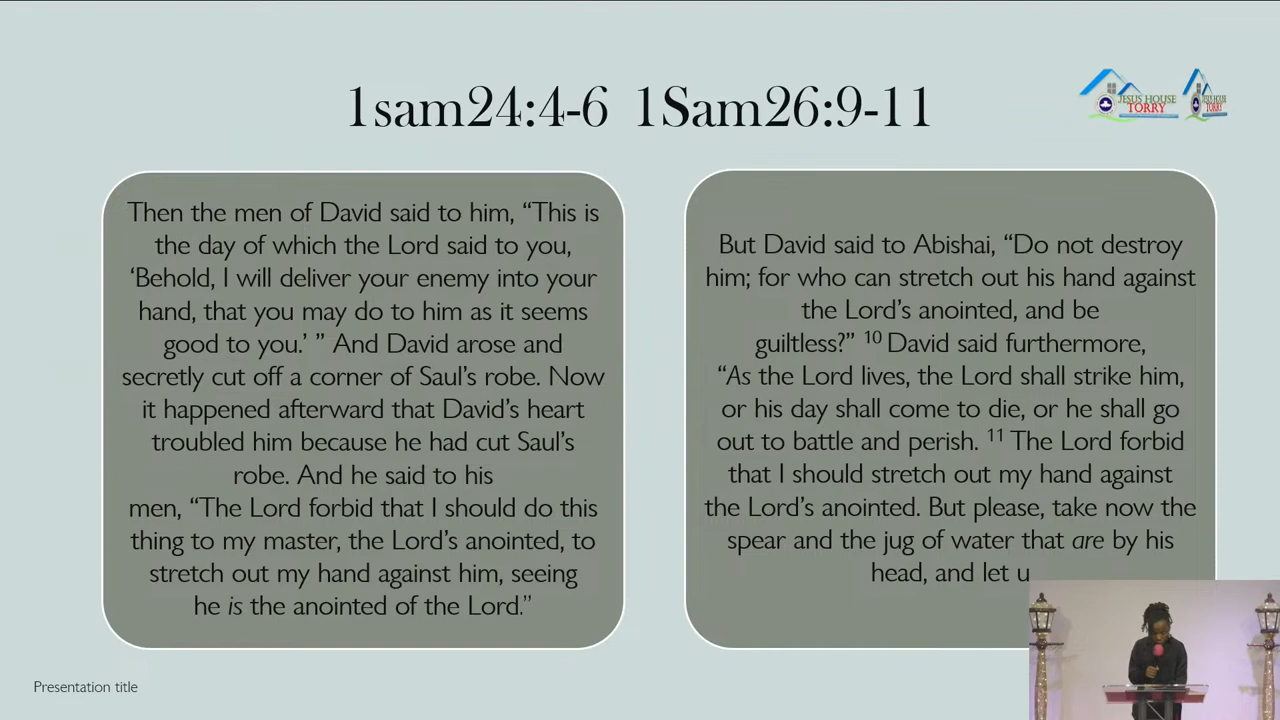 1sam24:4-6 1Sam26:9-11
JESUS HOUSE
TORRY
JESUS HOUSE
TORRY
Then the men of David said to him, “This is
the day of which the Lord said to you,
‘Behold, I will deliver your enemy into your
hand, that you may do to him as it seems
good to you.’ ” And David arose and
secretly cut off a corner of Saul’s robe. Now
it happened afterward that David’s heart
troubled him because he had cut Saul’s
robe. And he said to his
men, “The Lord forbid that I should do this
thing to my master, the Lord’s anointed, to
stretch out my hand against him, seeing
he is the anointed of the Lord.”
But David said to Abishai, “Do not destroy
him; for who can stretch out his hand against
the Lord’s anointed, and be
guiltless?” 10 David said furthermore,
“As the Lord lives, the Lord shall strike him,
or his day shall come to die, or he shall go
out to battle and perish. 11 The Lord forbid
that I should stretch out my hand against
the Lord’s anointed. But please, take now the
spear and the jug of water that are by his
head, and let u
Presentation title